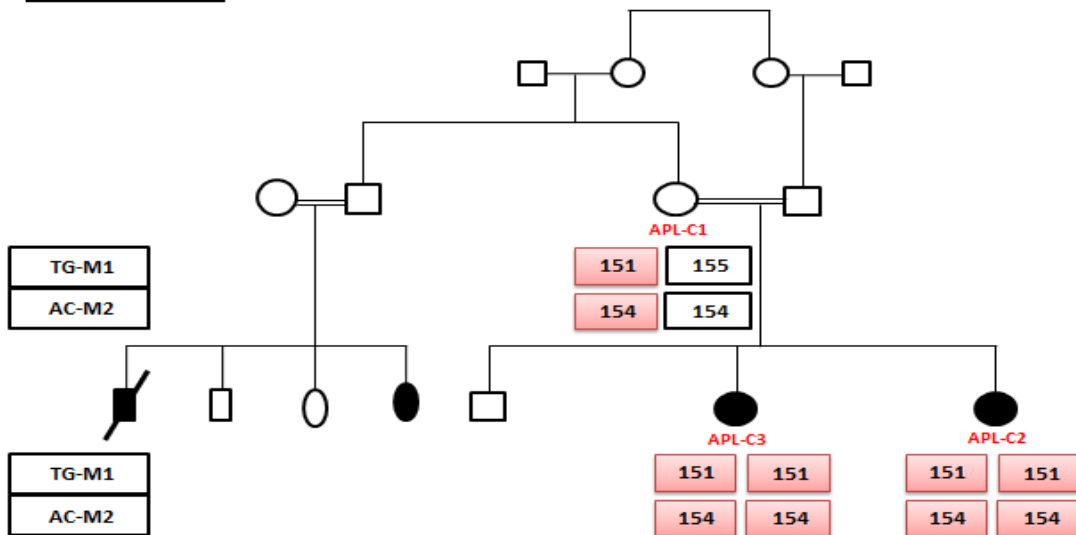 APL-C1
TG-M1 151 155
AC-M2 154 154
APL-C3 APL-C2
TG-M1 151 151 151 151
AC-M2 154 154 154 154